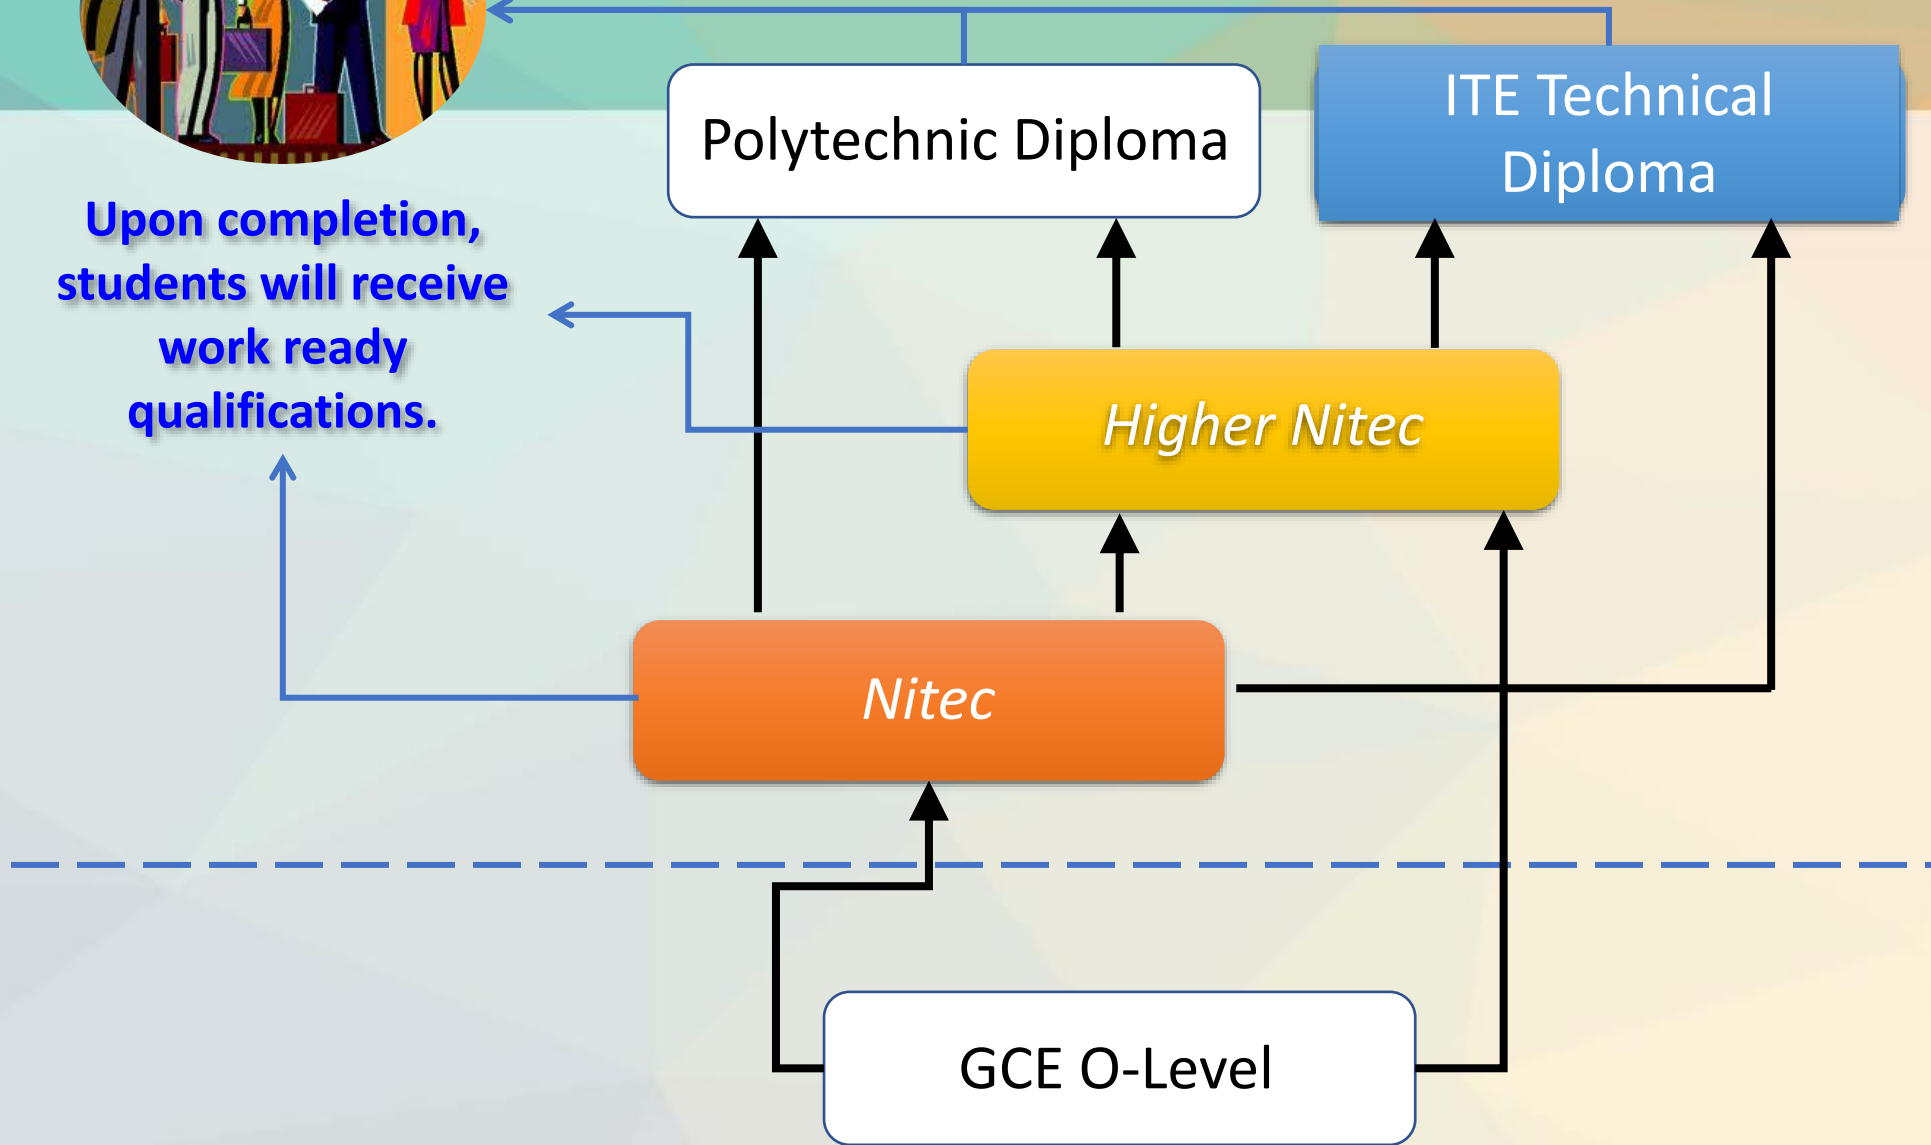 Polytechnic Diploma
ITE Technical
Diploma
Upon completion,
students will receive
work ready
qualifications.
Higher Nitec
Nitec
GCE O-Level